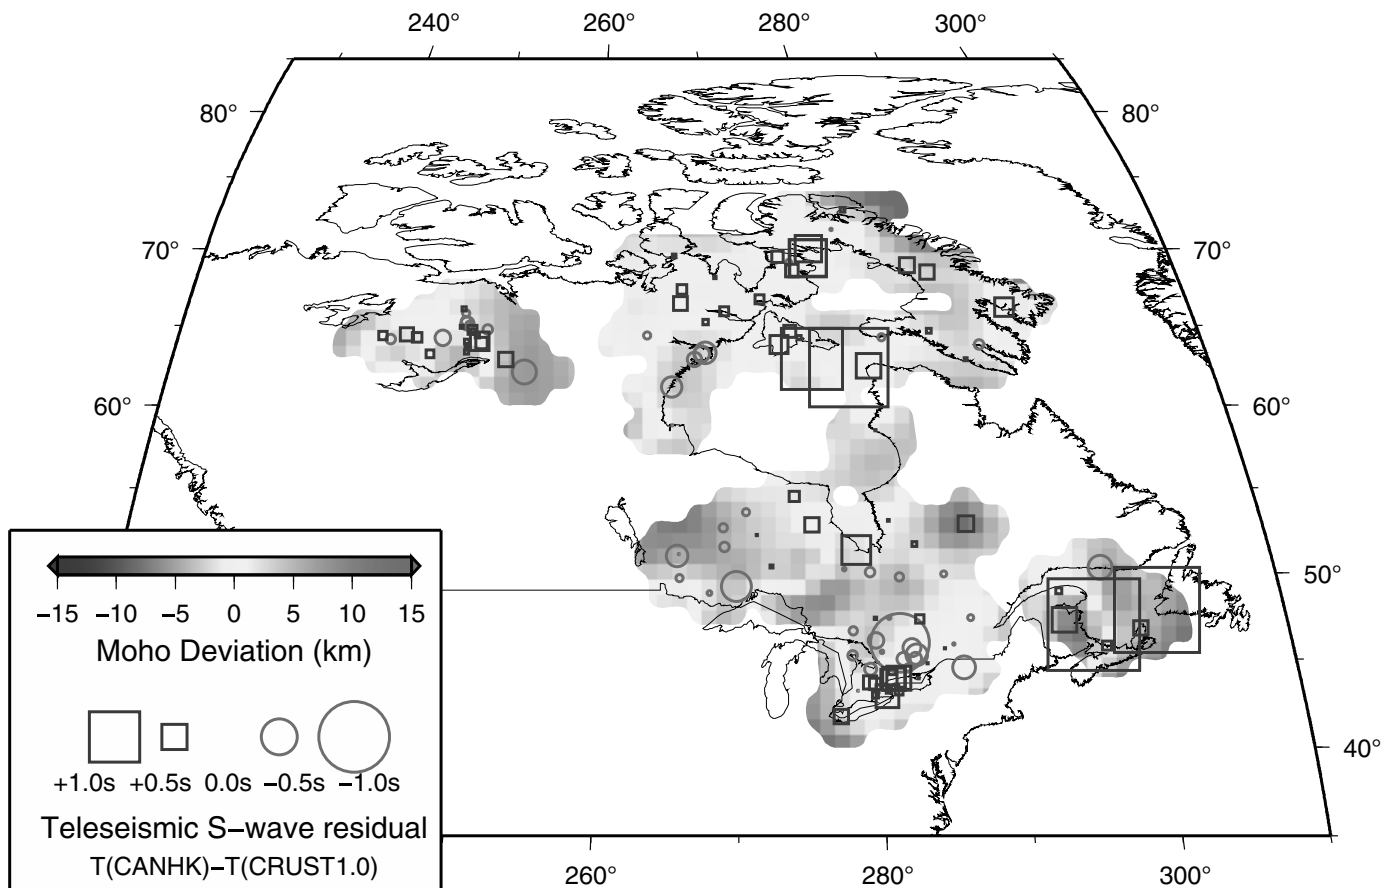 240° 260° 280° 300°
80° 80°
70° 70°
60° 60°
50°
40°
−15 −10 −5 0 5 10 15
Moho Deviation (km)
+1.0s +0.5s 0.0s −0.5s −1.0s
Teleseismic S−wave residual
T(CANHK)−T(CRUST1.0)
260° 280° 300°